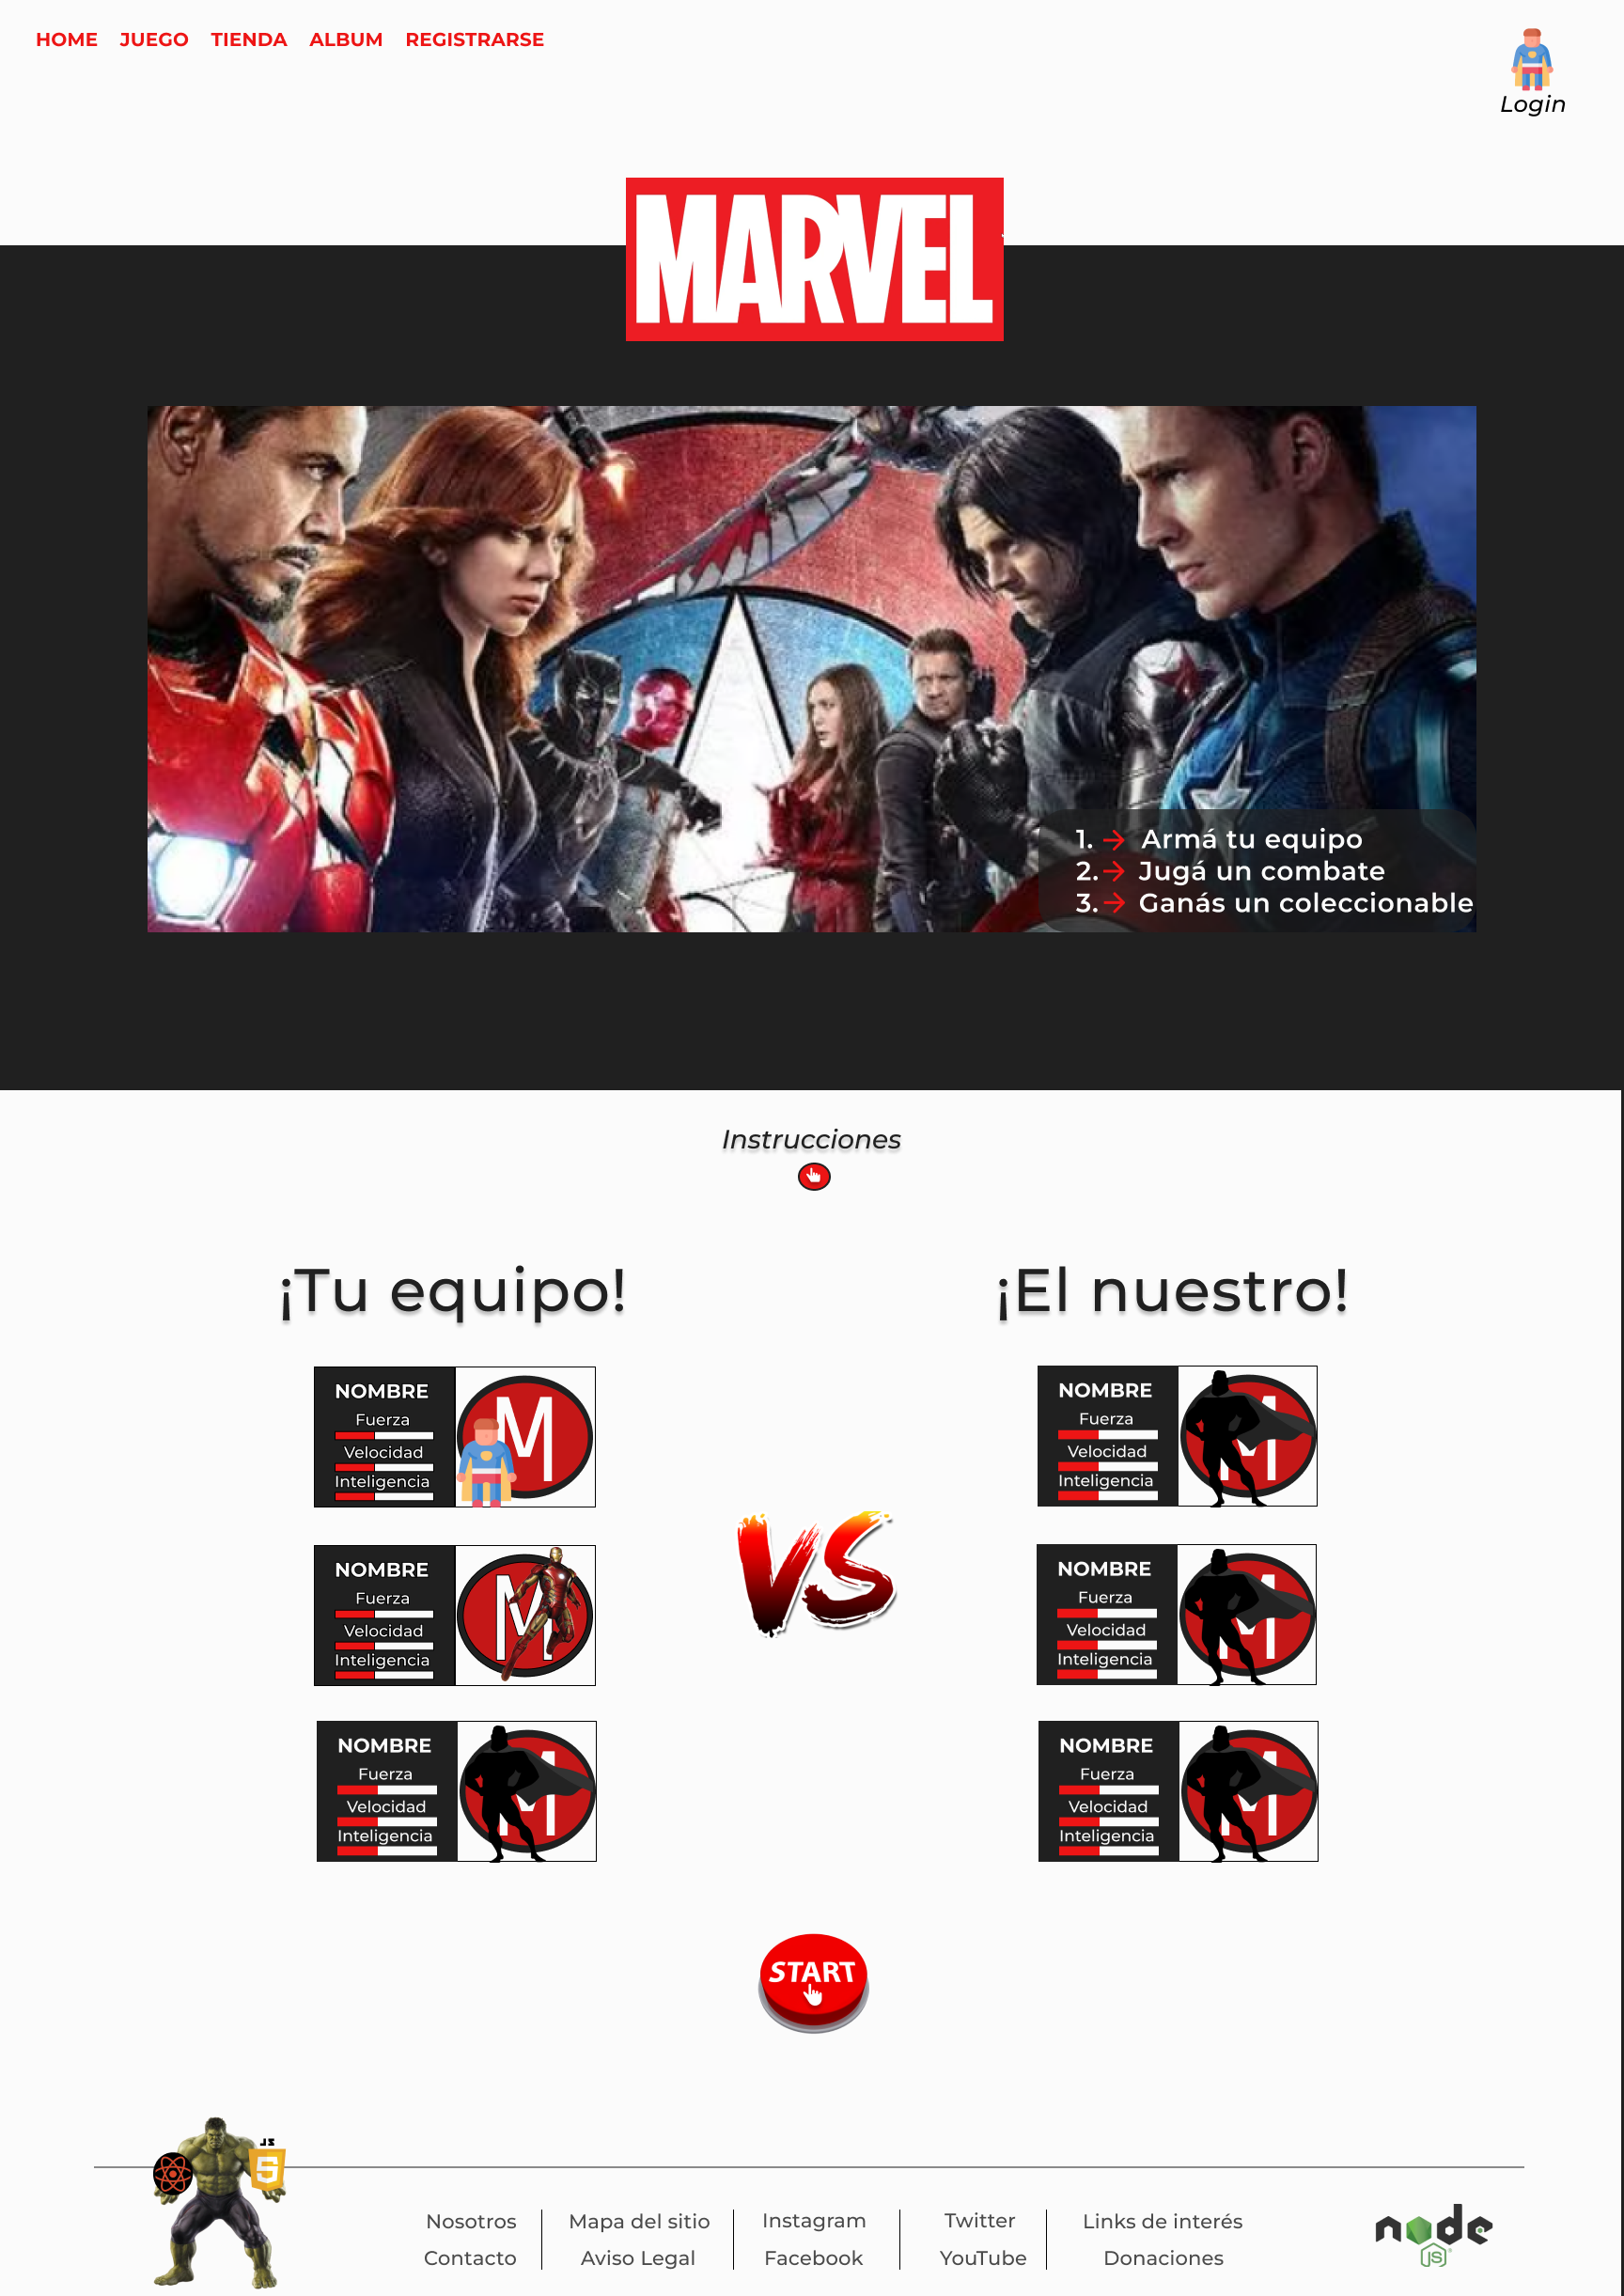 HOME JUEGO TIENDA ALBUM REGISTRARSE
Login
MARVEL
1. → Armá tu equipo
2. → Jugá un combate
3. → Ganás un coleccionable
Instrucciones
¡Tu equipo!
¡El nuestro!
NOMBRE
Fuerza
Velocidad
Inteligencia
M
NOMBRE
Fuerza
Velocidad
Inteligencia
M
NOMBRE
Fuerza
Velocidad
Inteligencia
M
VS
NOMBRE
Fuerza
Velocidad
Inteligencia
M
NOMBRE
Fuerza
Velocidad
Inteligencia
M
NOMBRE
Fuerza
Velocidad
Inteligencia
M
START
JS
5
Nosotros
Contacto
Mapa del sitio
Aviso Legal
Instagram
Facebook
Twitter
YouTube
Links de interés
Donaciones
node
JS